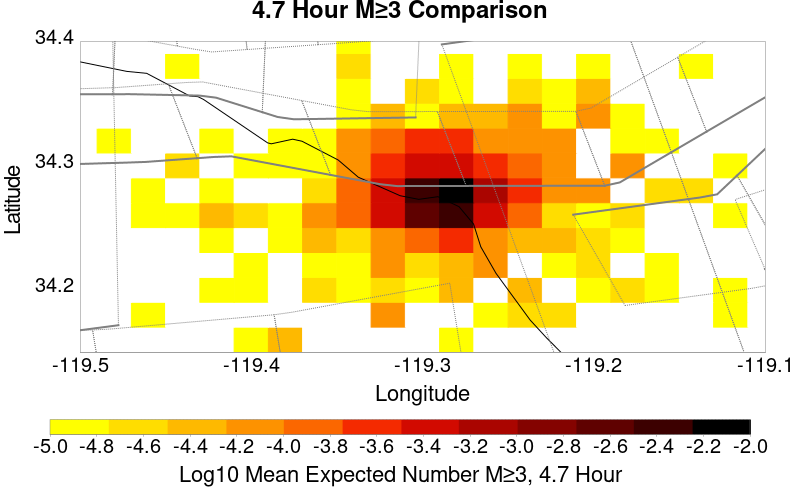 4.7 Hour M≥3 Comparison
34.4
34.3
34.2
Latitude
-119.5 -119.4 -119.3 -119.2 -119.1
Longitude
-5.0 -4.8 -4.6 -4.4 -4.2 -4.0 -3.8 -3.6 -3.4 -3.2 -3.0 -2.8 -2.6 -2.4 -2.2 -2.0
Log10 Mean Expected Number M≥3, 4.7 Hour